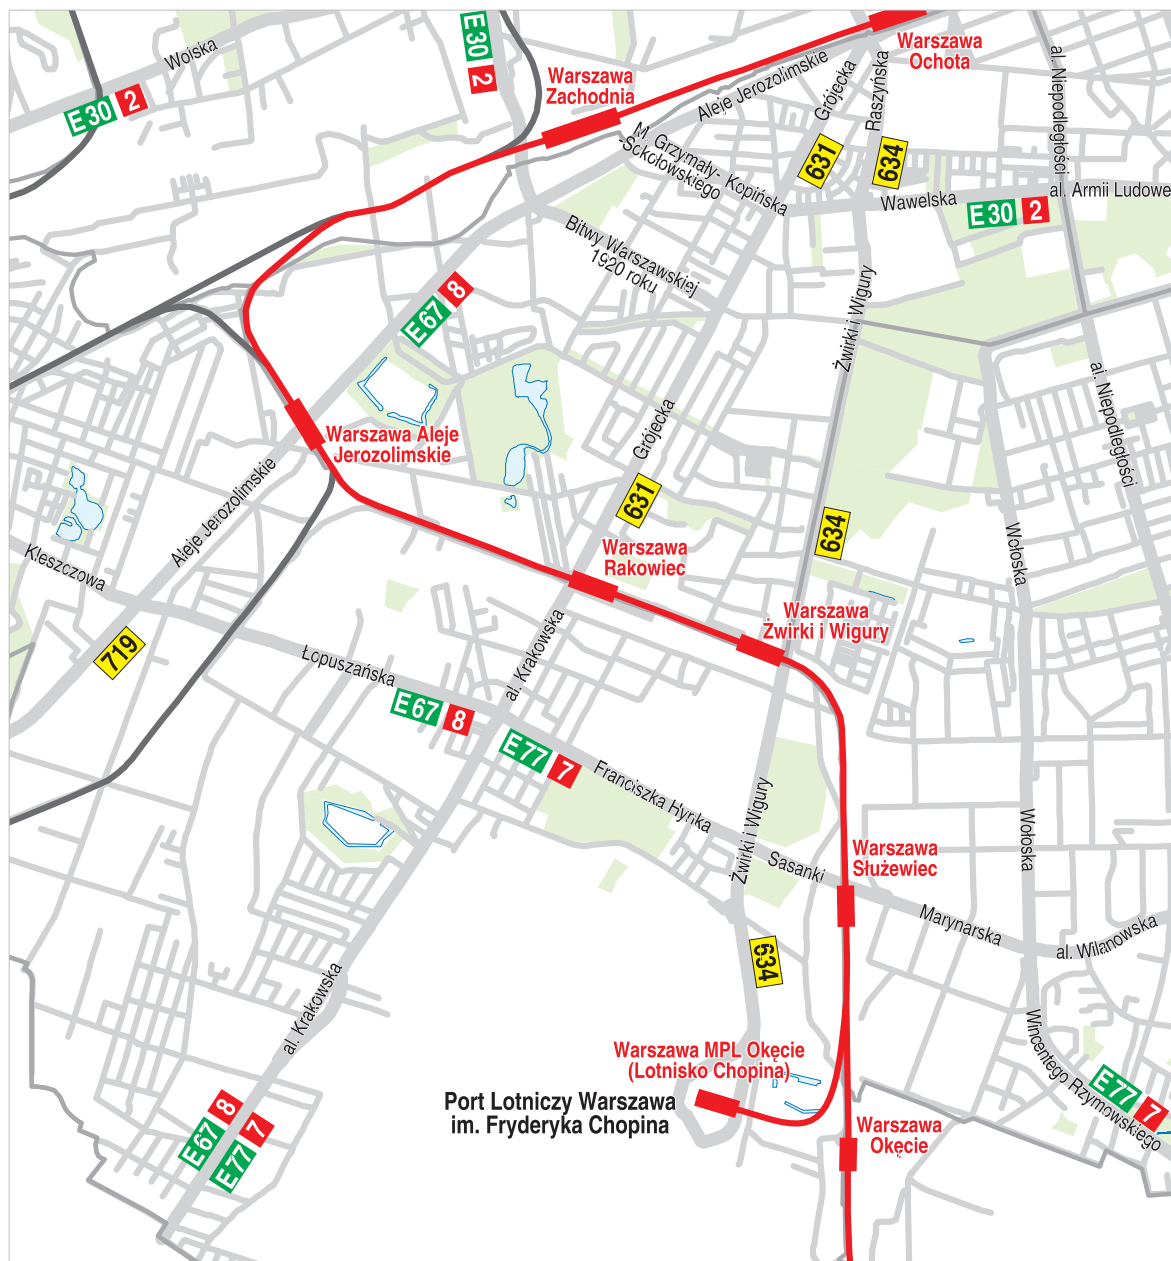 E30
2
Wolska
E30
2
Warszawa
Zachodnia
Aleje Jerozolimskie
Warszawa
Ochota
Grójecka
Raszyńska
al. Niepodległości
631
634
M. Grzymały-
-Sokołowskiego
Kopińska
Wawelska
al. Armii Ludowe
E30
2
Bitwy Warszawskiej
1920 roku
E67
8
Żwirki i Wigury
al. Niepodległości
Warszawa Aleje
Jerozolimskie
Grójecka
Aleje Jerozolimskie
631
634
Kleszczowa
Warszawa
Rakowiec
Wołoska
Warszawa
Żwirki i Wigury
719
Łopuszańska
al. Krakowska
E67
8
E77
7
Franciszka Hynka
Żwirki i Wigury
Sasanki
Warszawa
Służewiec
Wołoska
Marynarska
al. Wilanowska
634
al. Krakowska
Warszawa MPL Okęcie
(Lotnisko Chopina)
Port Lotniczy Warszawa
im. Fryderyka Chopina
Wincentego Rzymowskiego
E77
7
Warszawa
Okęcie
E67
8
E77
7